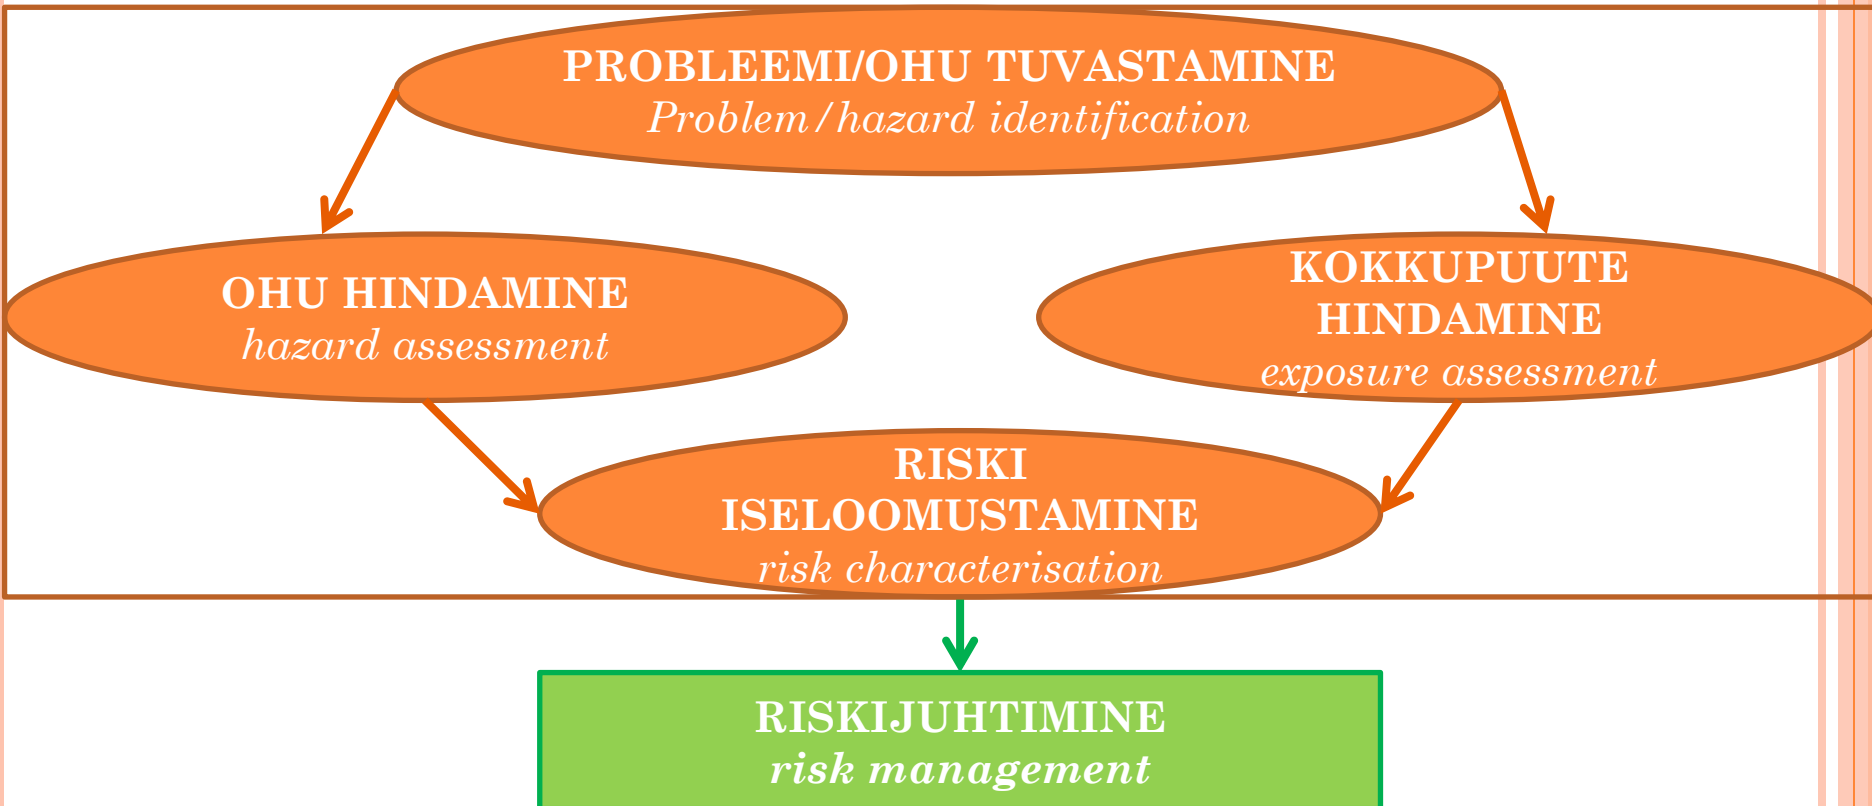 PROBLEEMI/OHU TUVASTAMINE
Problem/hazard identification
OHU HINDAMINE
hazard assessment
KOKKUPUUTE
HINDAMINE
exposure assessment
RISKI
ISELOOMUSTAMINE
risk characterisation
RISKIJUHTIMINE
risk management